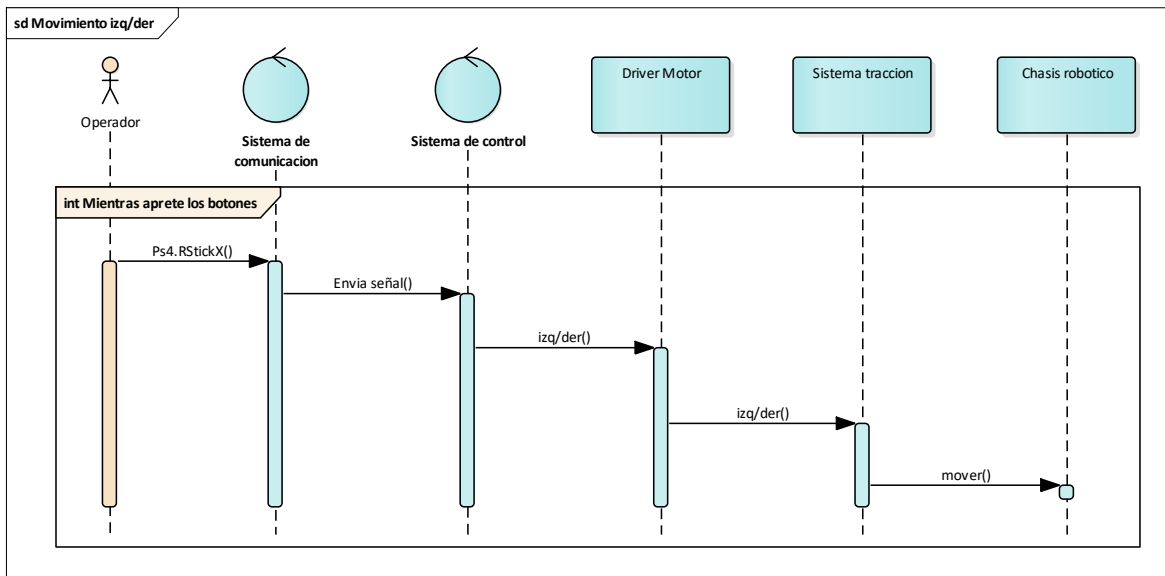 sd Movimiento izq/der
Operador
Sistema de
comunicacion
Sistema de control
Driver Motor
Sistema traccion
Chasis robotico
int Mientras aprete los botones
Ps4.RStickX()
Envia señal()
izq/der()
izq/der()
mover()